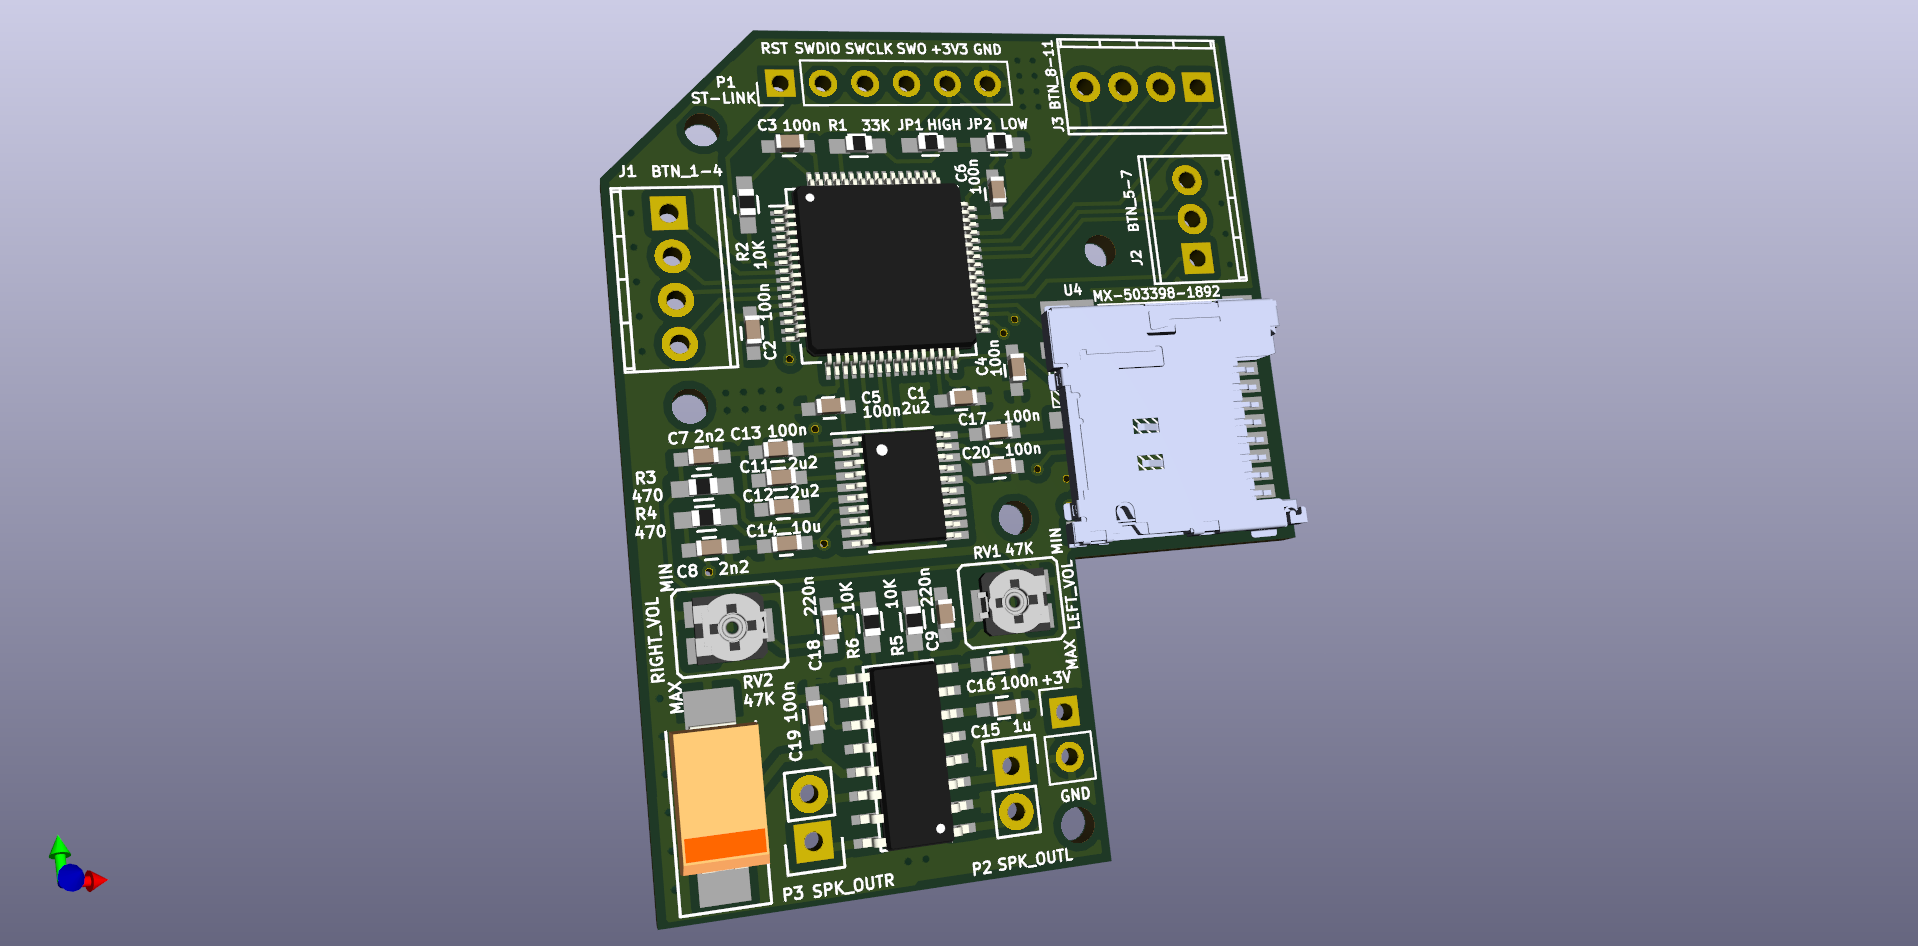 RST SWDIO SWCLK SWO +3V3 GND
P1
ST-LINK
J3 BTN_8-11
C3 100n R1 33K JP1 HIGH JP2 LOW
J1 BTN_1-4
C6
100n
R2
10K
J2 BTN_5-7
U4 MX-503398-1892
C2 100n
C4
100n
C5
100n
C1
2u2
C17 100n
C7 2n2 C13 100n
C20 100n
C11 2u2
R3
470
C12 2u2
R4
470
C14 10u
C8 2n2
RV1 47K
MIN
LEFT_VOL
MAX
MIN
RIGHT_VOL
MAX
RV2
47K
C18 220n
R6 10K
R5 10K
C9 220n
C16 100n
+3V
C19 100n
C15 1u
GND
P3 SPK_OUTR
P2 SPK_OUTL